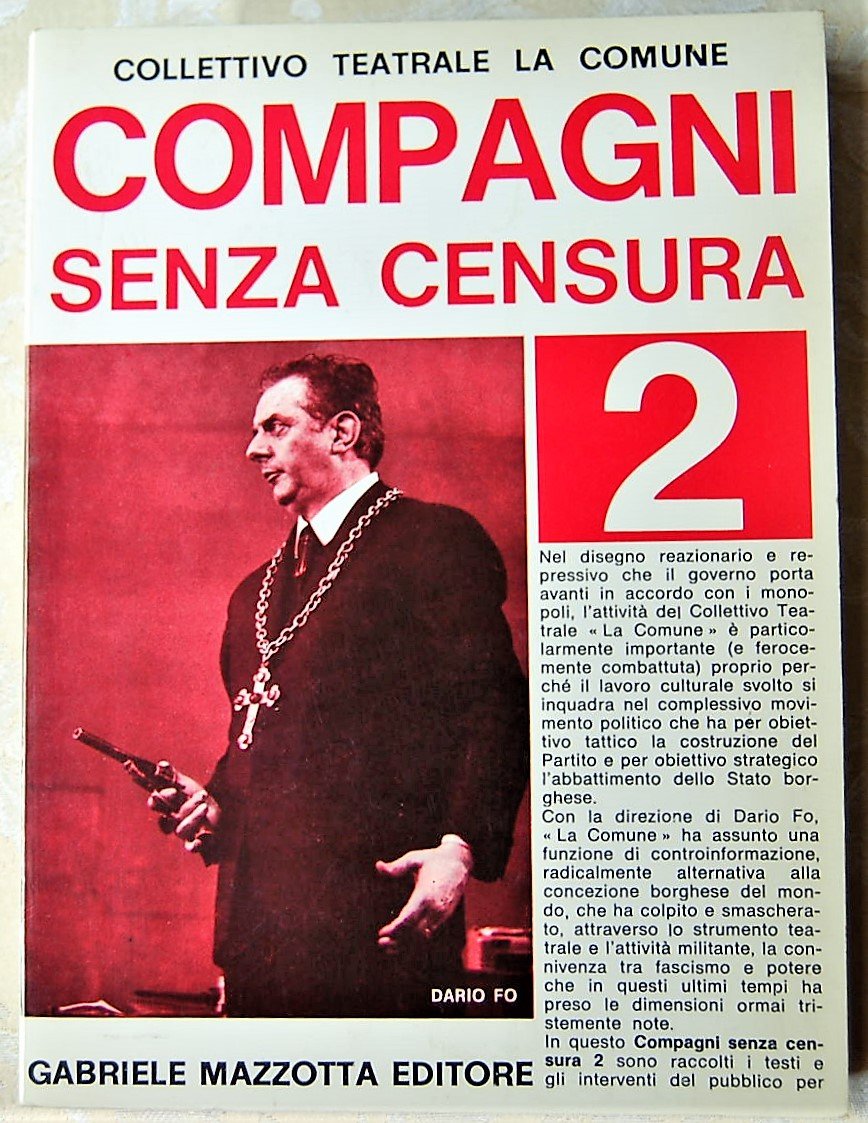 COLLETTIVO TEATRALE LA COMUNE
COMPAGNI
SENZA CENSURA
2
Nel disegno reazionario e re-
pressivo che il governo porta
avanti in accordo con i mono-
poli, l'attività del Collettivo Tea-
trale « La Comune » è partico-
larmente importante (e feroce-
mente combattuta) proprio per-
ché il lavoro culturale svolto si
inquadra nel complessivo movi-
mento politico che ha per obiet-
tivo tattico la costruzione del
Partito e per obiettivo strategico
l'abbattimento dello Stato bor-
ghese.
Con la direzione di Dario Fo,
« La Comune » ha assunto una
funzione di controinformazione,
radicalmente alternativa alla
concezione borghese del mon-
do, che ha colpito e smaschera-
to, attraverso lo strumento tea-
trale e l'attività militante, la con-
nivenza tra fascismo e potere
che in questi ultimi tempi ha
preso le dimensioni ormai tri-
stemente note.
In questo Compagni senza cen-
sura 2 sono raccolti i testi e
gli interventi del pubblico per
DARIO FO
GABRIELE MAZZOTTA EDITORE